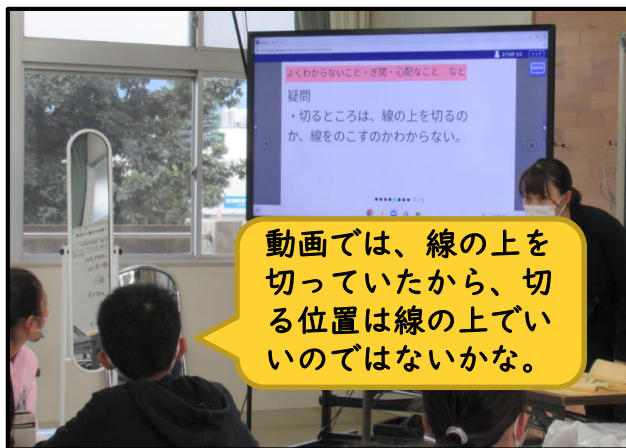 よくわからないこと・ぎ問・心配なこと　など
疑問
・切るところは、線の上を切るの
か、線をのこすのかわからない。
動画では、線の上を
切っていたから、切
る位置は線の上でい
いのではないかな。